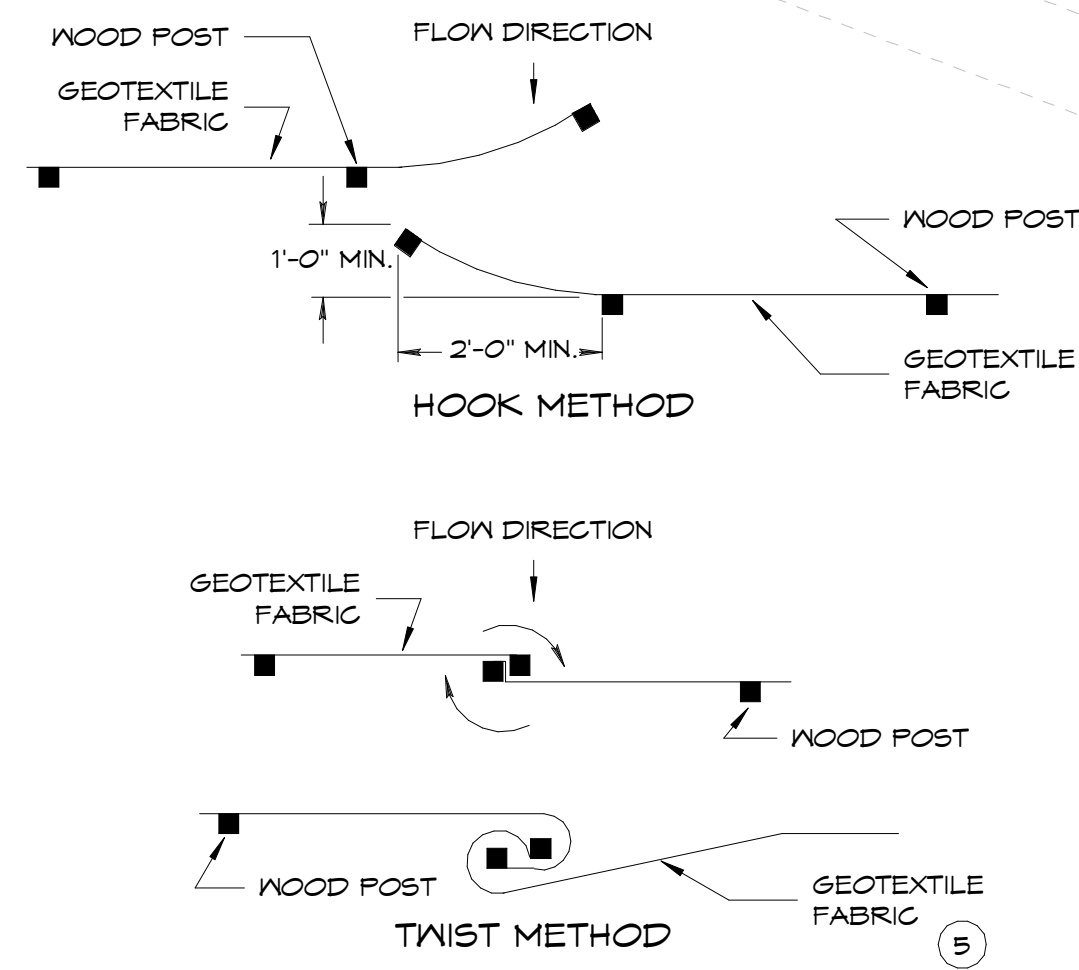 WOOD POST
FLOW DIRECTION
GEOTEXTILE
FABRIC
WOOD POST
1'-0" MIN.
2'-0" MIN.
GEOTEXTILE
FABRIC
HOOK METHOD
FLOW DIRECTION
GEOTEXTILE
FABRIC
WOOD POST
WOOD POST
GEOTEXTILE
FABRIC
TWIST METHOD
5